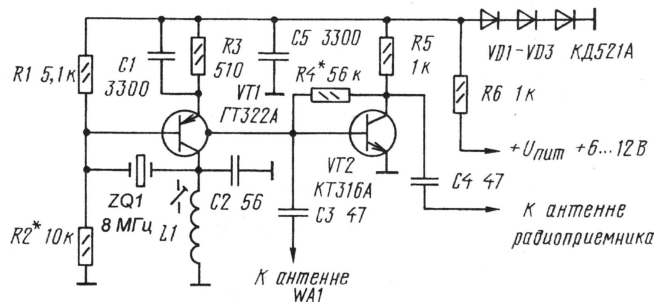 R1 5,1к
C1
3300
R3
510
C5 3300
R5
1к
VD1-VD3 КД521А
VT1
ГТ322А
R4* 56к
R6 1к
+Uпит +6...12В
ZQ1
8 МГц
C2 56
VT2
КТ316А
C4 47
R2* 10к
L1
C3 47
К антенне
радиоприемника
К антенне
WA1